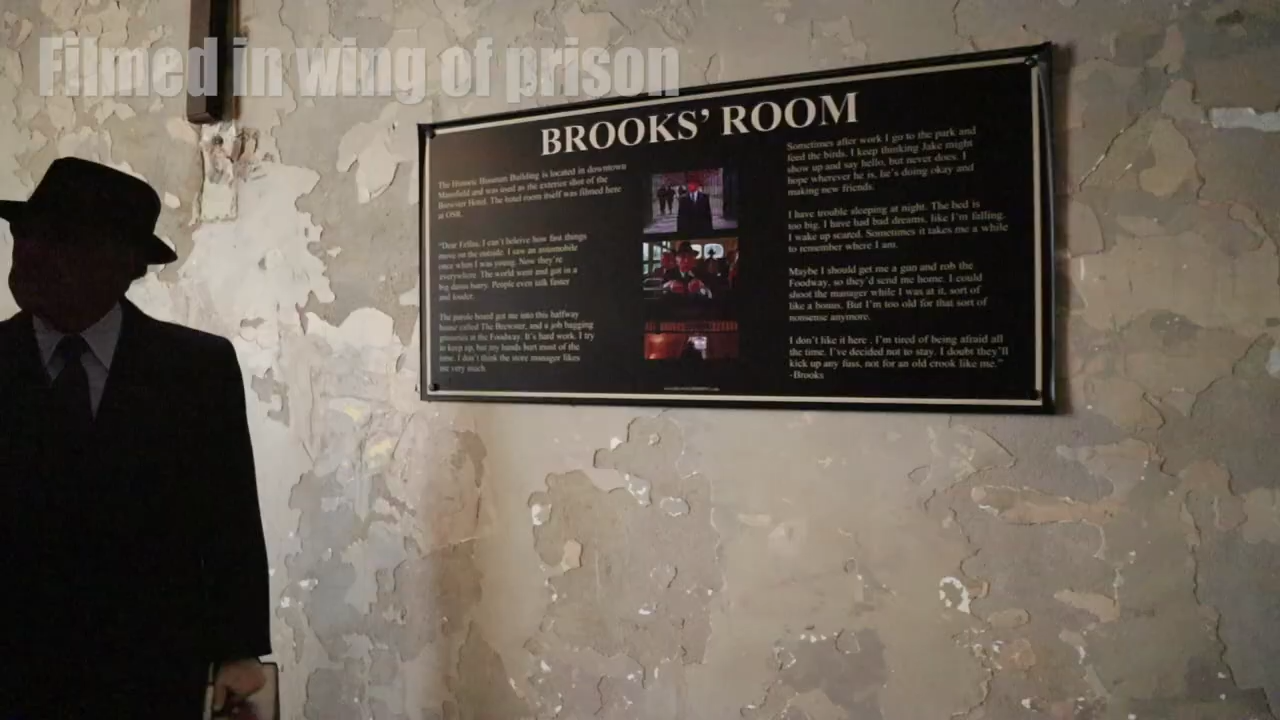 Filmed in wing of prison
BROOKS' ROOM
The Historic Bissman Building is located in downtown
Mansfield and was used as the exterior shot of the
Brewster Hotel. The hotel room itself was filmed here
at OSR.
"Dear Fellas, I can't beleive how fast things
move on the outside. I saw an automobile
once when I was young. Now they're
everywhere. The world went and got in a
big damn hurry. People even talk faster
and louder.
The parole board got me into this halfway
house called The Brewster, and a job bagging
groceries at the Foodway. It's hard work. I try
to keep up, but my hands hurt most of the
time. I don't think the store manager likes
me very much.
Sometimes after work I go to the park and
feed the birds. I keep thinking Jake might
show up and say hello, but never does. I
hope wherever he is, he's doing okay and
making new friends.
I have trouble sleeping at night. The bed is
too big. I have had bad dreams, like I'm falling.
I wake up scared. Sometimes it takes me a while
to remember where I am.
Maybe I should get me a gun and rob the
Foodway, so they'd send me home. I could
shoot the manager while I was at it, sort of
like a bonus. But I'm too old for that sort of
nonsense anymore.
I don't like it here . I'm tired of being afraid all
the time. I've decided not to stay. I doubt they'll
kick up any fuss, not for an old crook like me."
-Brooks